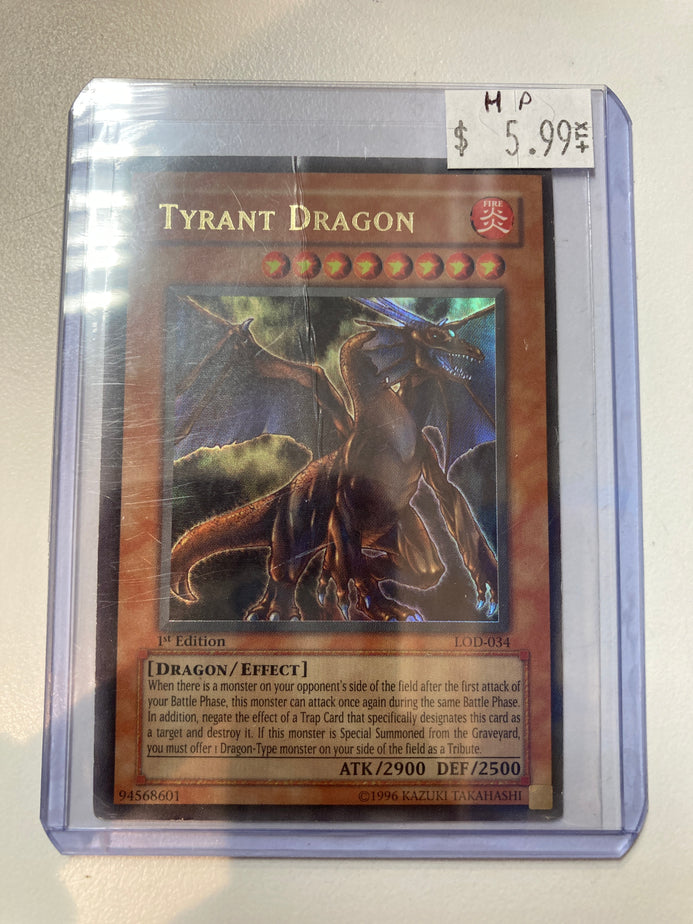 H P
$ 5.99 +TX
TYRANT DRAGON
FIRE
炎
1st Edition
LOD-034
[DRAGON/EFFECT]
When there is a monster on your opponent's side of the field after the first attack of
your Battle Phase, this monster can attack once again during the same Battle Phase.
In addition, negate the effect of a Trap Card that specifically designates this card as
a target and destroy it. If this monster is Special Summoned from the Graveyard,
you must offer 1 Dragon-Type monster on your side of the field as a Tribute.
ATK/2900 DEF/2500
94568601
©1996 KAZUKI TAKAHASHI